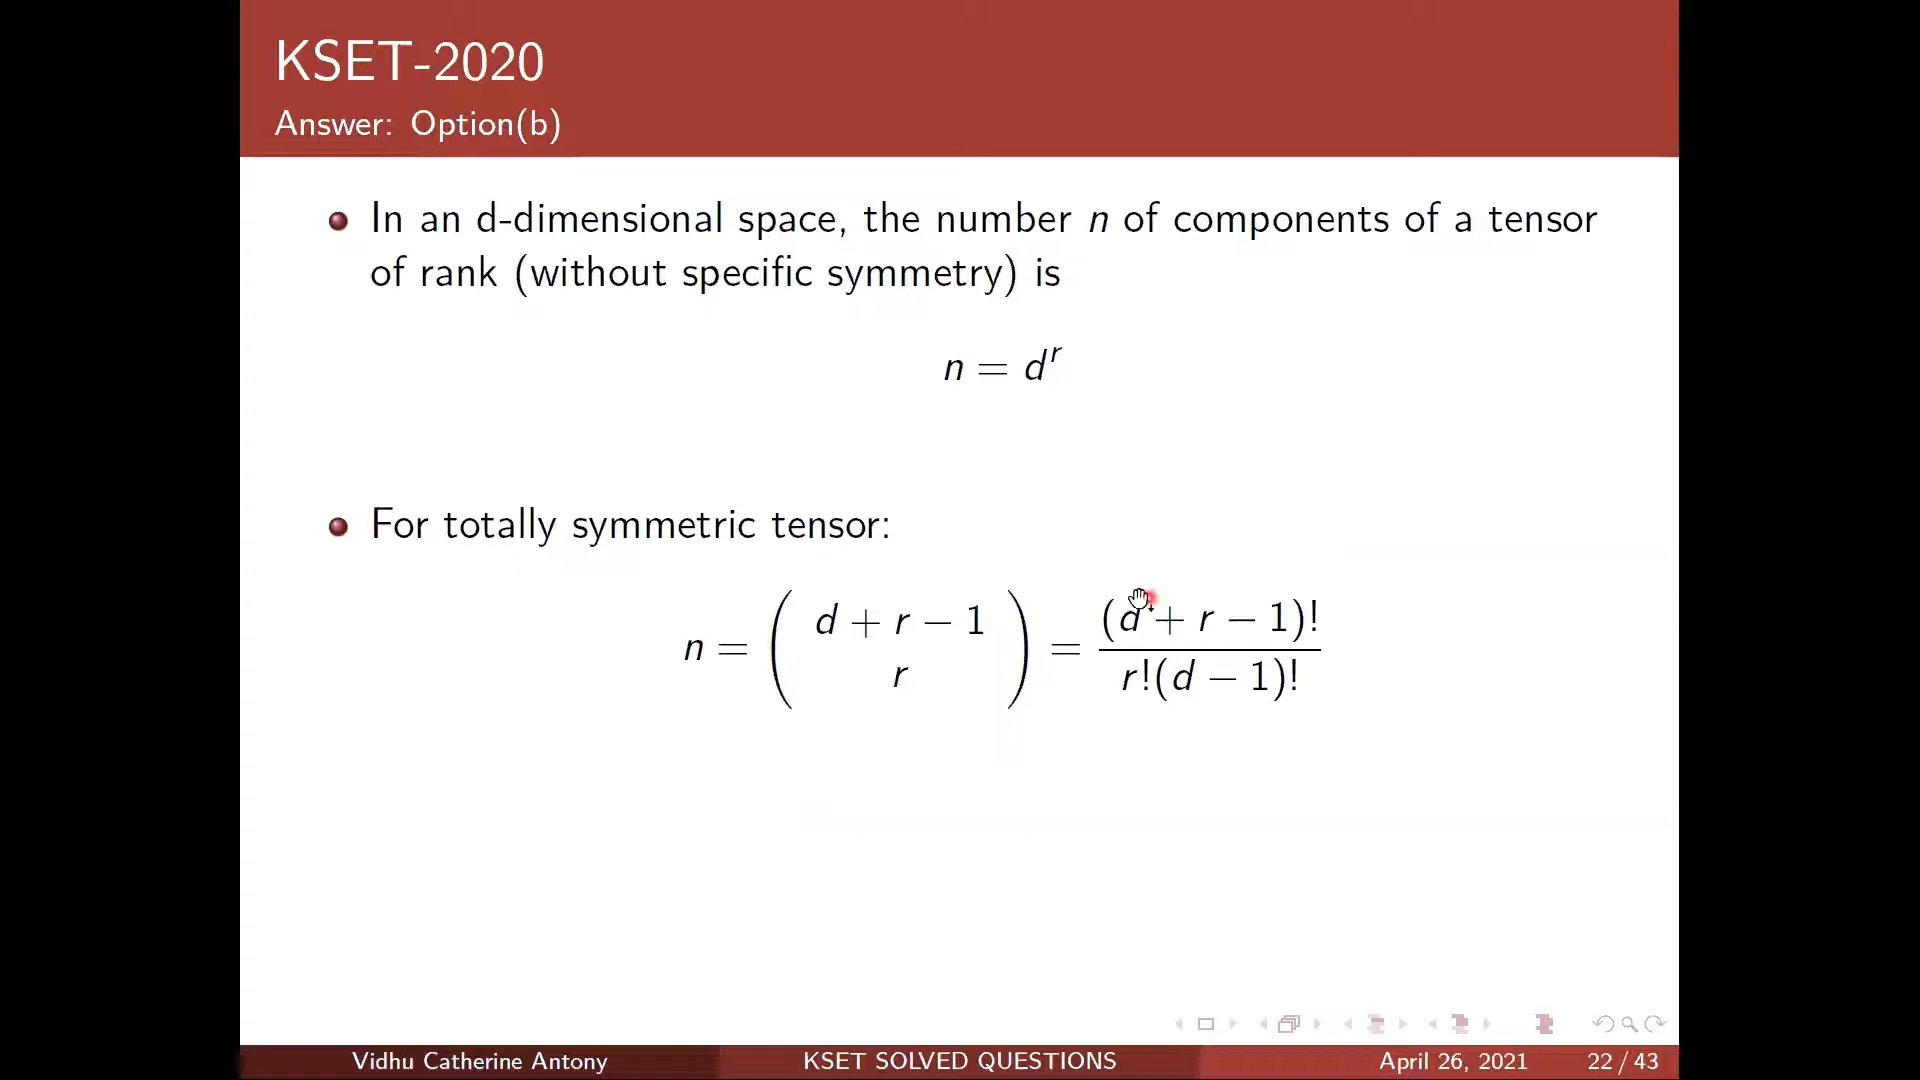 KSET-2020
Answer: Option(b)
In an d-dimensional space, the number n of components of a tensor
of rank (without specific symmetry) is
n = d^r
For totally symmetric tensor:
n = ( d + r − 1 over r ) = (d + r − 1)! / r!(d − 1)!
Vidhu Catherine Antony KSET SOLVED QUESTIONS April 26, 2021 22 / 43